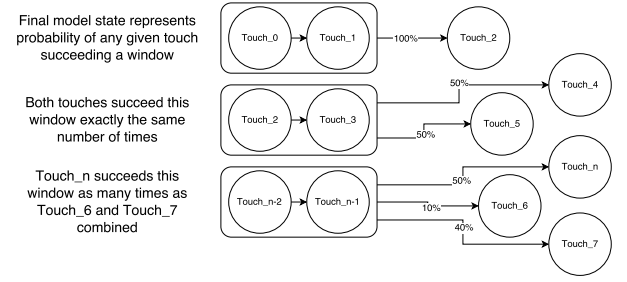 Final model state represents
probability of any given touch
succeeding a window
Touch_0
Touch_1
100%
Touch_2
Both touches succeed this
window exactly the same
number of times
Touch_2
Touch_3
50%
Touch_4
50%
Touch_5
Touch_n succeeds this
window as many times as
Touch_6 and Touch_7
combined
Touch_n-2
Touch_n-1
50%
Touch_n
10%
Touch_6
40%
Touch_7